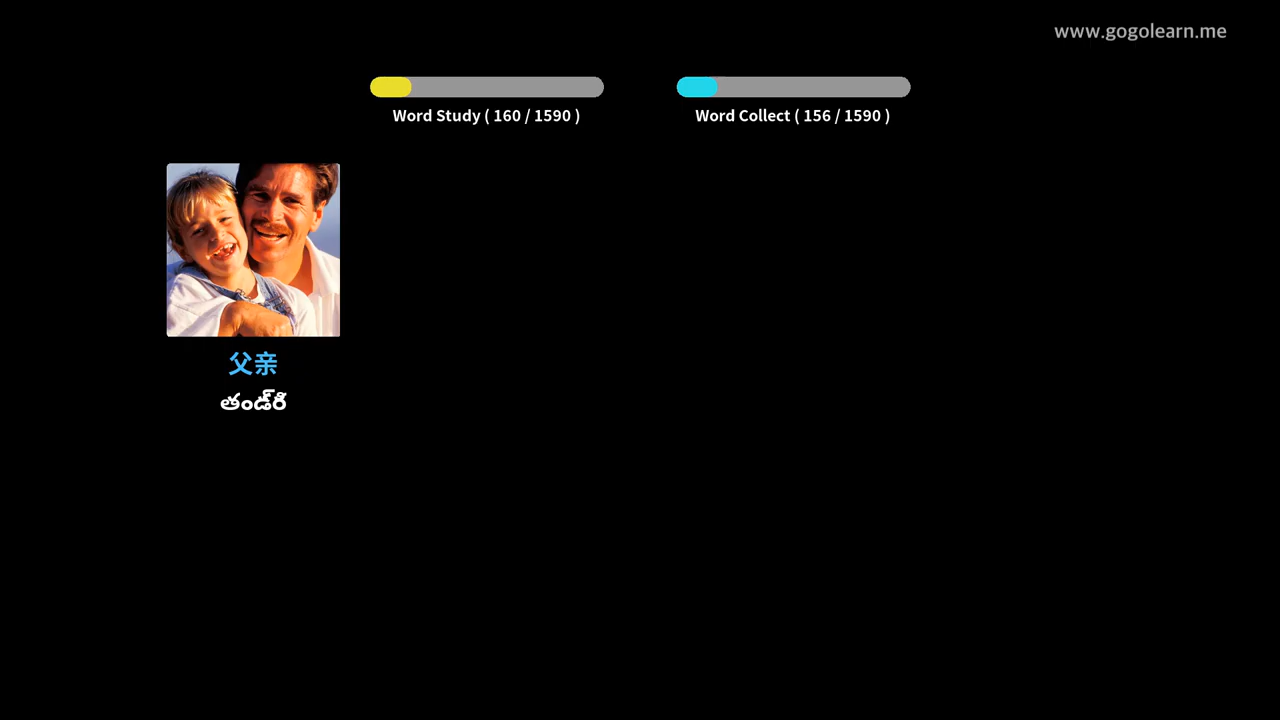 www.gogolearn.me
Word Study ( 160 / 1590 )
Word Collect ( 156 / 1590 )
父亲
తండ్రి